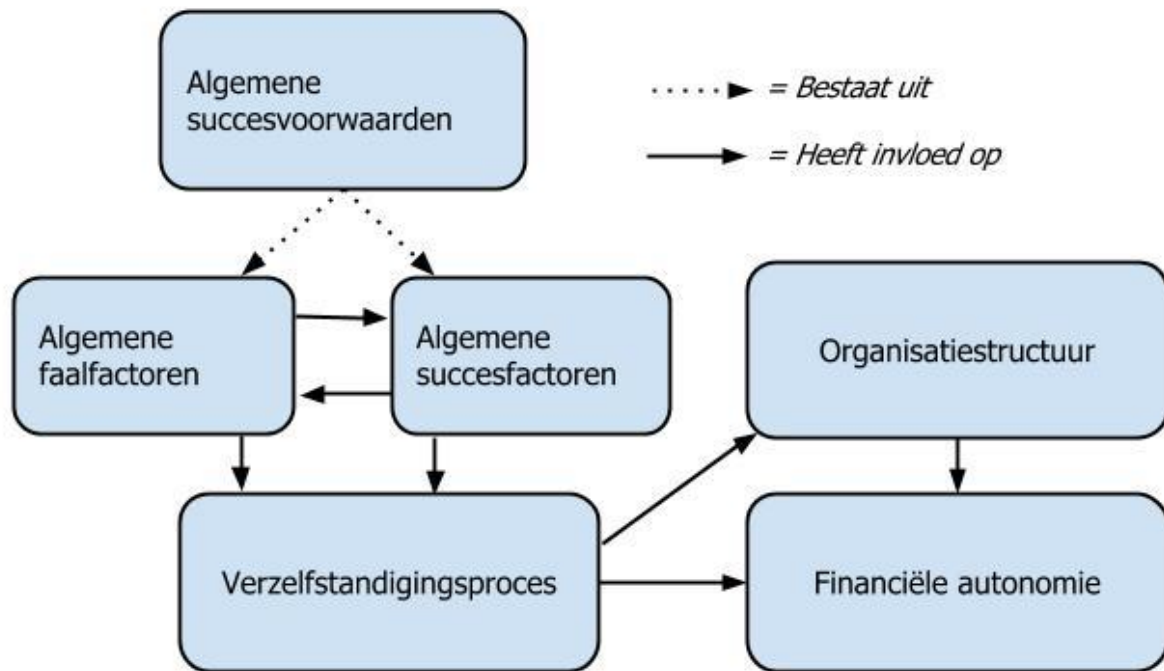 Algemene
succesvoorwaarden
= Bestaat uit
= Heeft invloed op
Algemene
faalfactoren
Algemene
succesfactoren
Organisatiestructuur
Verzelfstandigingsproces
Financiële autonomie